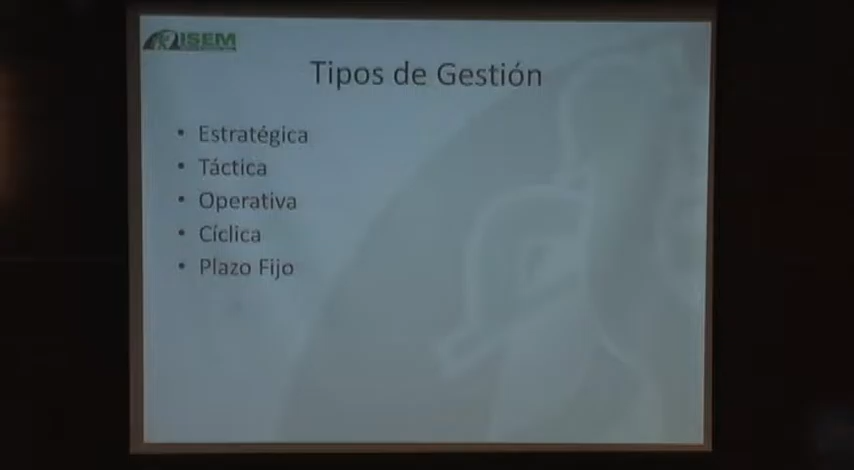 ISEM
Tipos de Gestión
• Estratégica
• Táctica
• Operativa
• Cíclica
• Plazo Fijo